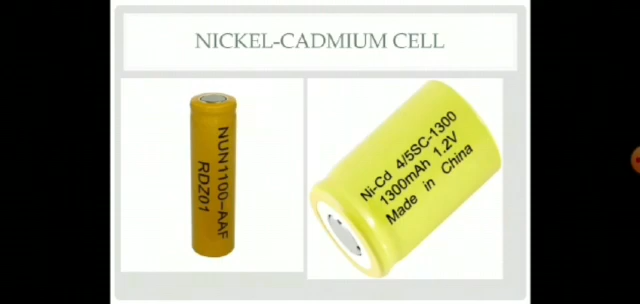 NICKEL-CADMIUM CELL
NUN1100-AAF
RDZ01
Ni-Cd 4/5SC-1300
1300mAh 1.2V
Made in China